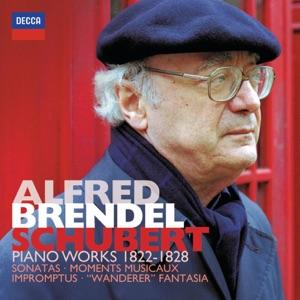 DECCA
ALFRED
BRENDEL
SCHUBERT
PIANO WORKS 1822-1828
SONATAS · MOMENTS MUSICAUX
IMPROMPTUS · “WANDERER” FANTASIA